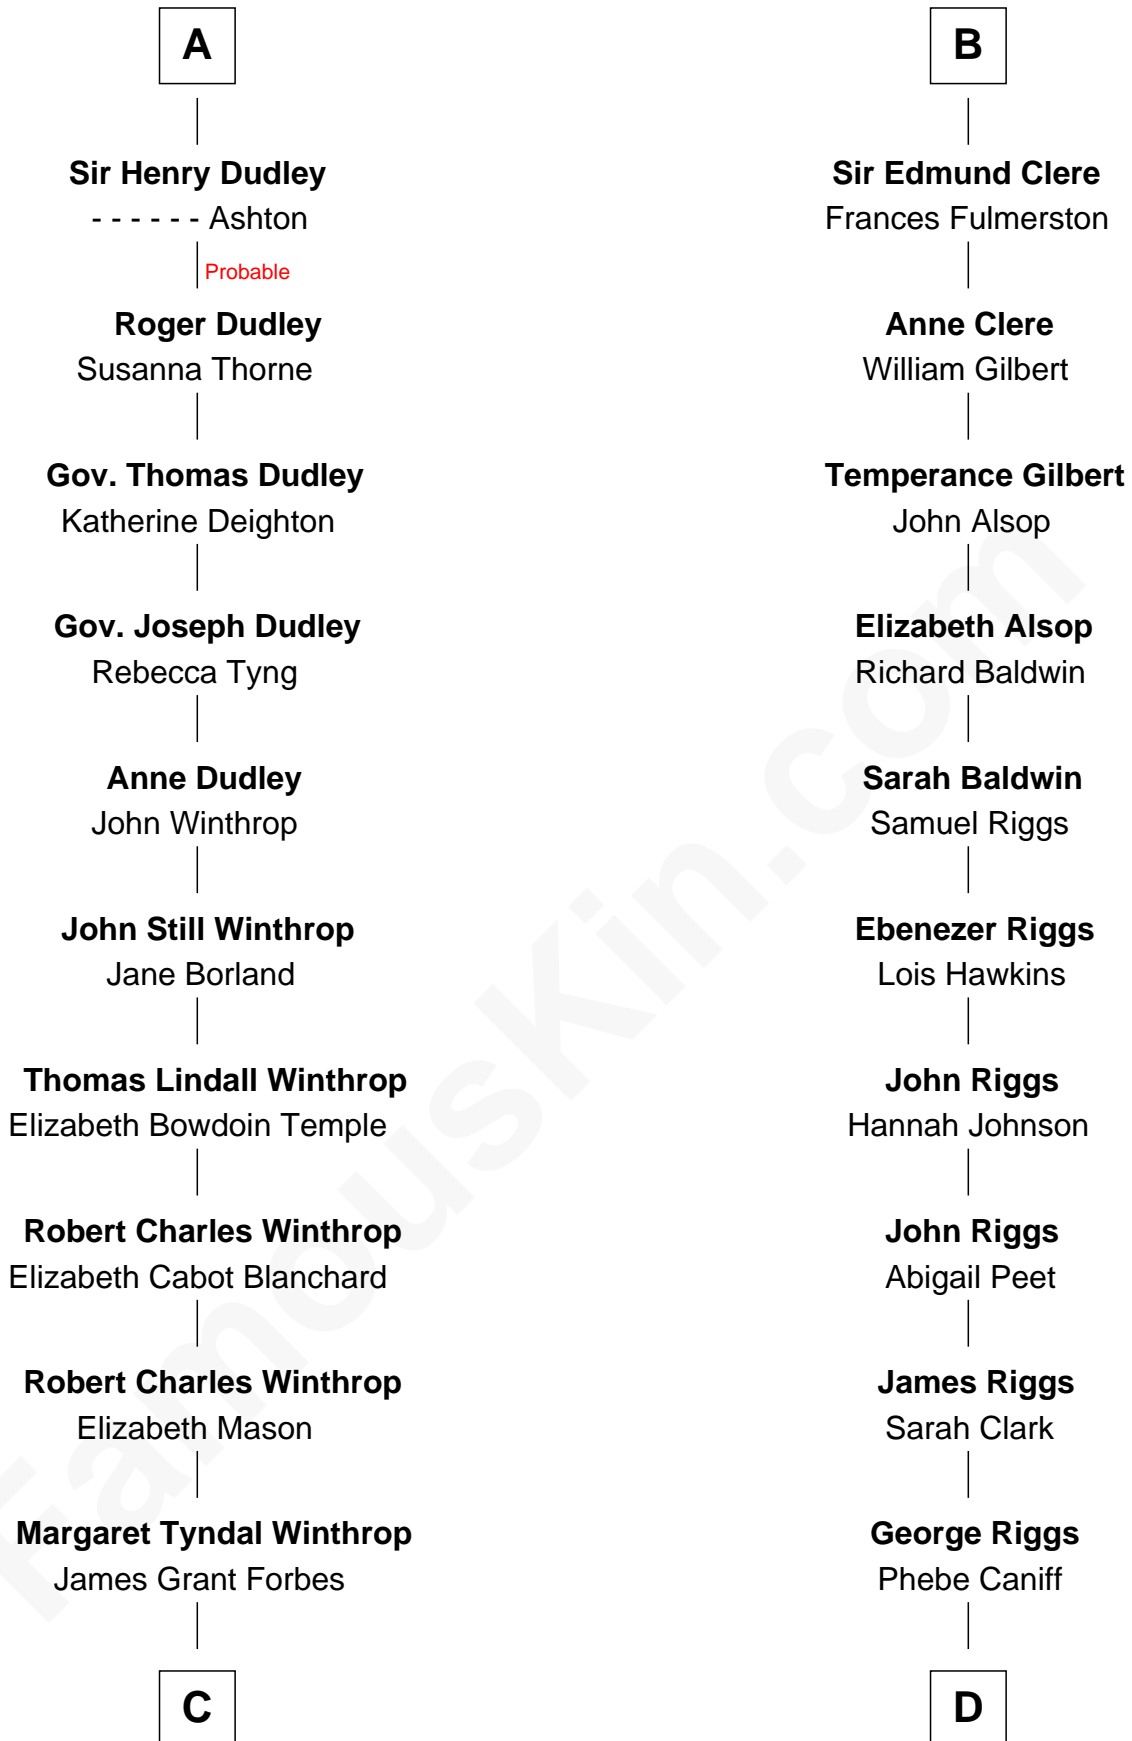 A
Sir Henry Dudley
- - - - - - Ashton
Probable
Roger Dudley
Susanna Thorne
Gov. Thomas Dudley
Katherine Deighton
Gov. Joseph Dudley
Rebecca Tyng
Anne Dudley
John Winthrop
John Still Winthrop
Jane Borland
Thomas Lindall Winthrop
Elizabeth Bowdoin Temple
Robert Charles Winthrop
Elizabeth Cabot Blanchard
Robert Charles Winthrop
Elizabeth Mason
Margaret Tyndal Winthrop
James Grant Forbes
C
B
Sir Edmund Clere
Frances Fulmerston
Anne Clere
William Gilbert
Temperance Gilbert
John Alsop
Elizabeth Alsop
Richard Baldwin
Sarah Baldwin
Samuel Riggs
Ebenezer Riggs
Lois Hawkins
John Riggs
Hannah Johnson
John Riggs
Abigail Peet
James Riggs
Sarah Clark
George Riggs
Phebe Caniff
D
FamousKin.com